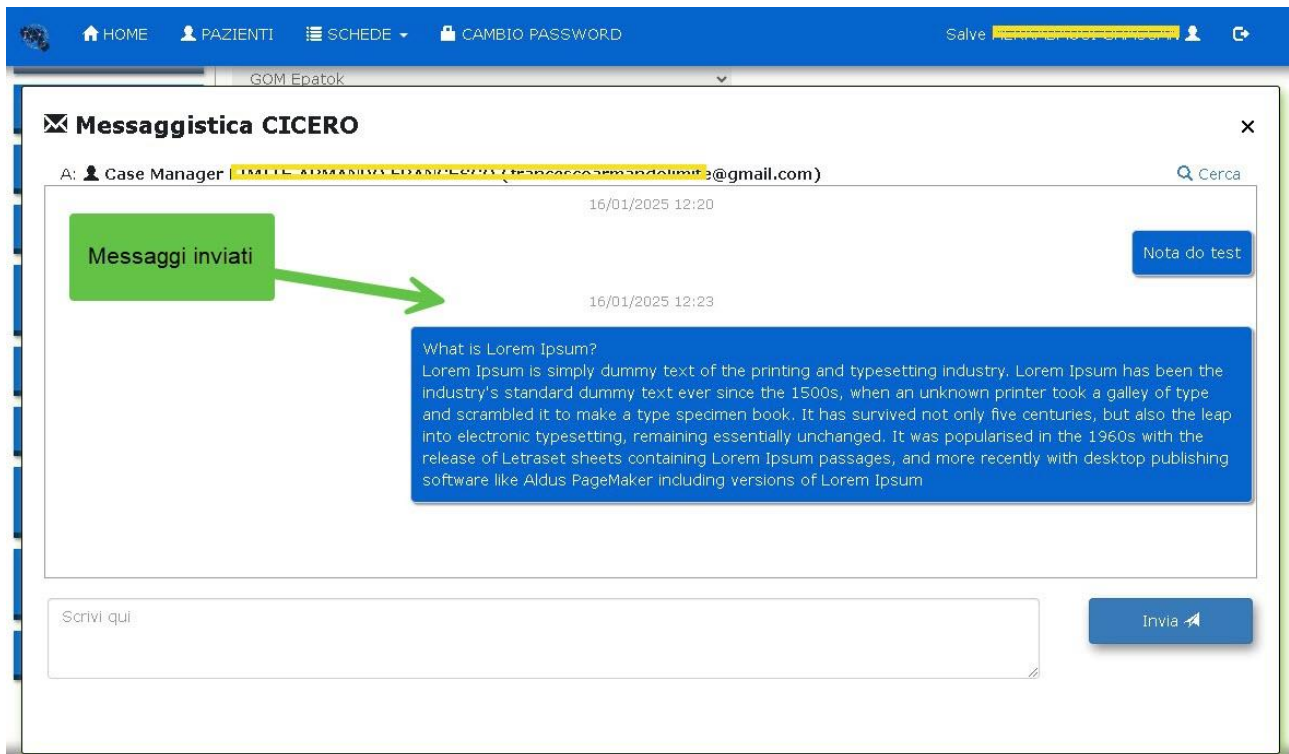 HOME PAZIENTI SCHEDE CAMBIO PASSWORD Salve
GOM Epatok
Messaggistica CICERO ×
A: Case Manager @gmail.com) Cerca
16/01/2025 12:20
Messaggi inviati
Nota do test
16/01/2025 12:23
What is Lorem Ipsum?
Lorem Ipsum is simply dummy text of the printing and typesetting industry. Lorem Ipsum has been the
industry's standard dummy text ever since the 1500s, when an unknown printer took a galley of type
and scrambled it to make a type specimen book. It has survived not only five centuries, but also the leap
into electronic typesetting, remaining essentially unchanged. It was popularised in the 1960s with the
release of Letraset sheets containing Lorem Ipsum passages, and more recently with desktop publishing
software like Aldus PageMaker including versions of Lorem Ipsum
Scrivi qui
Invia